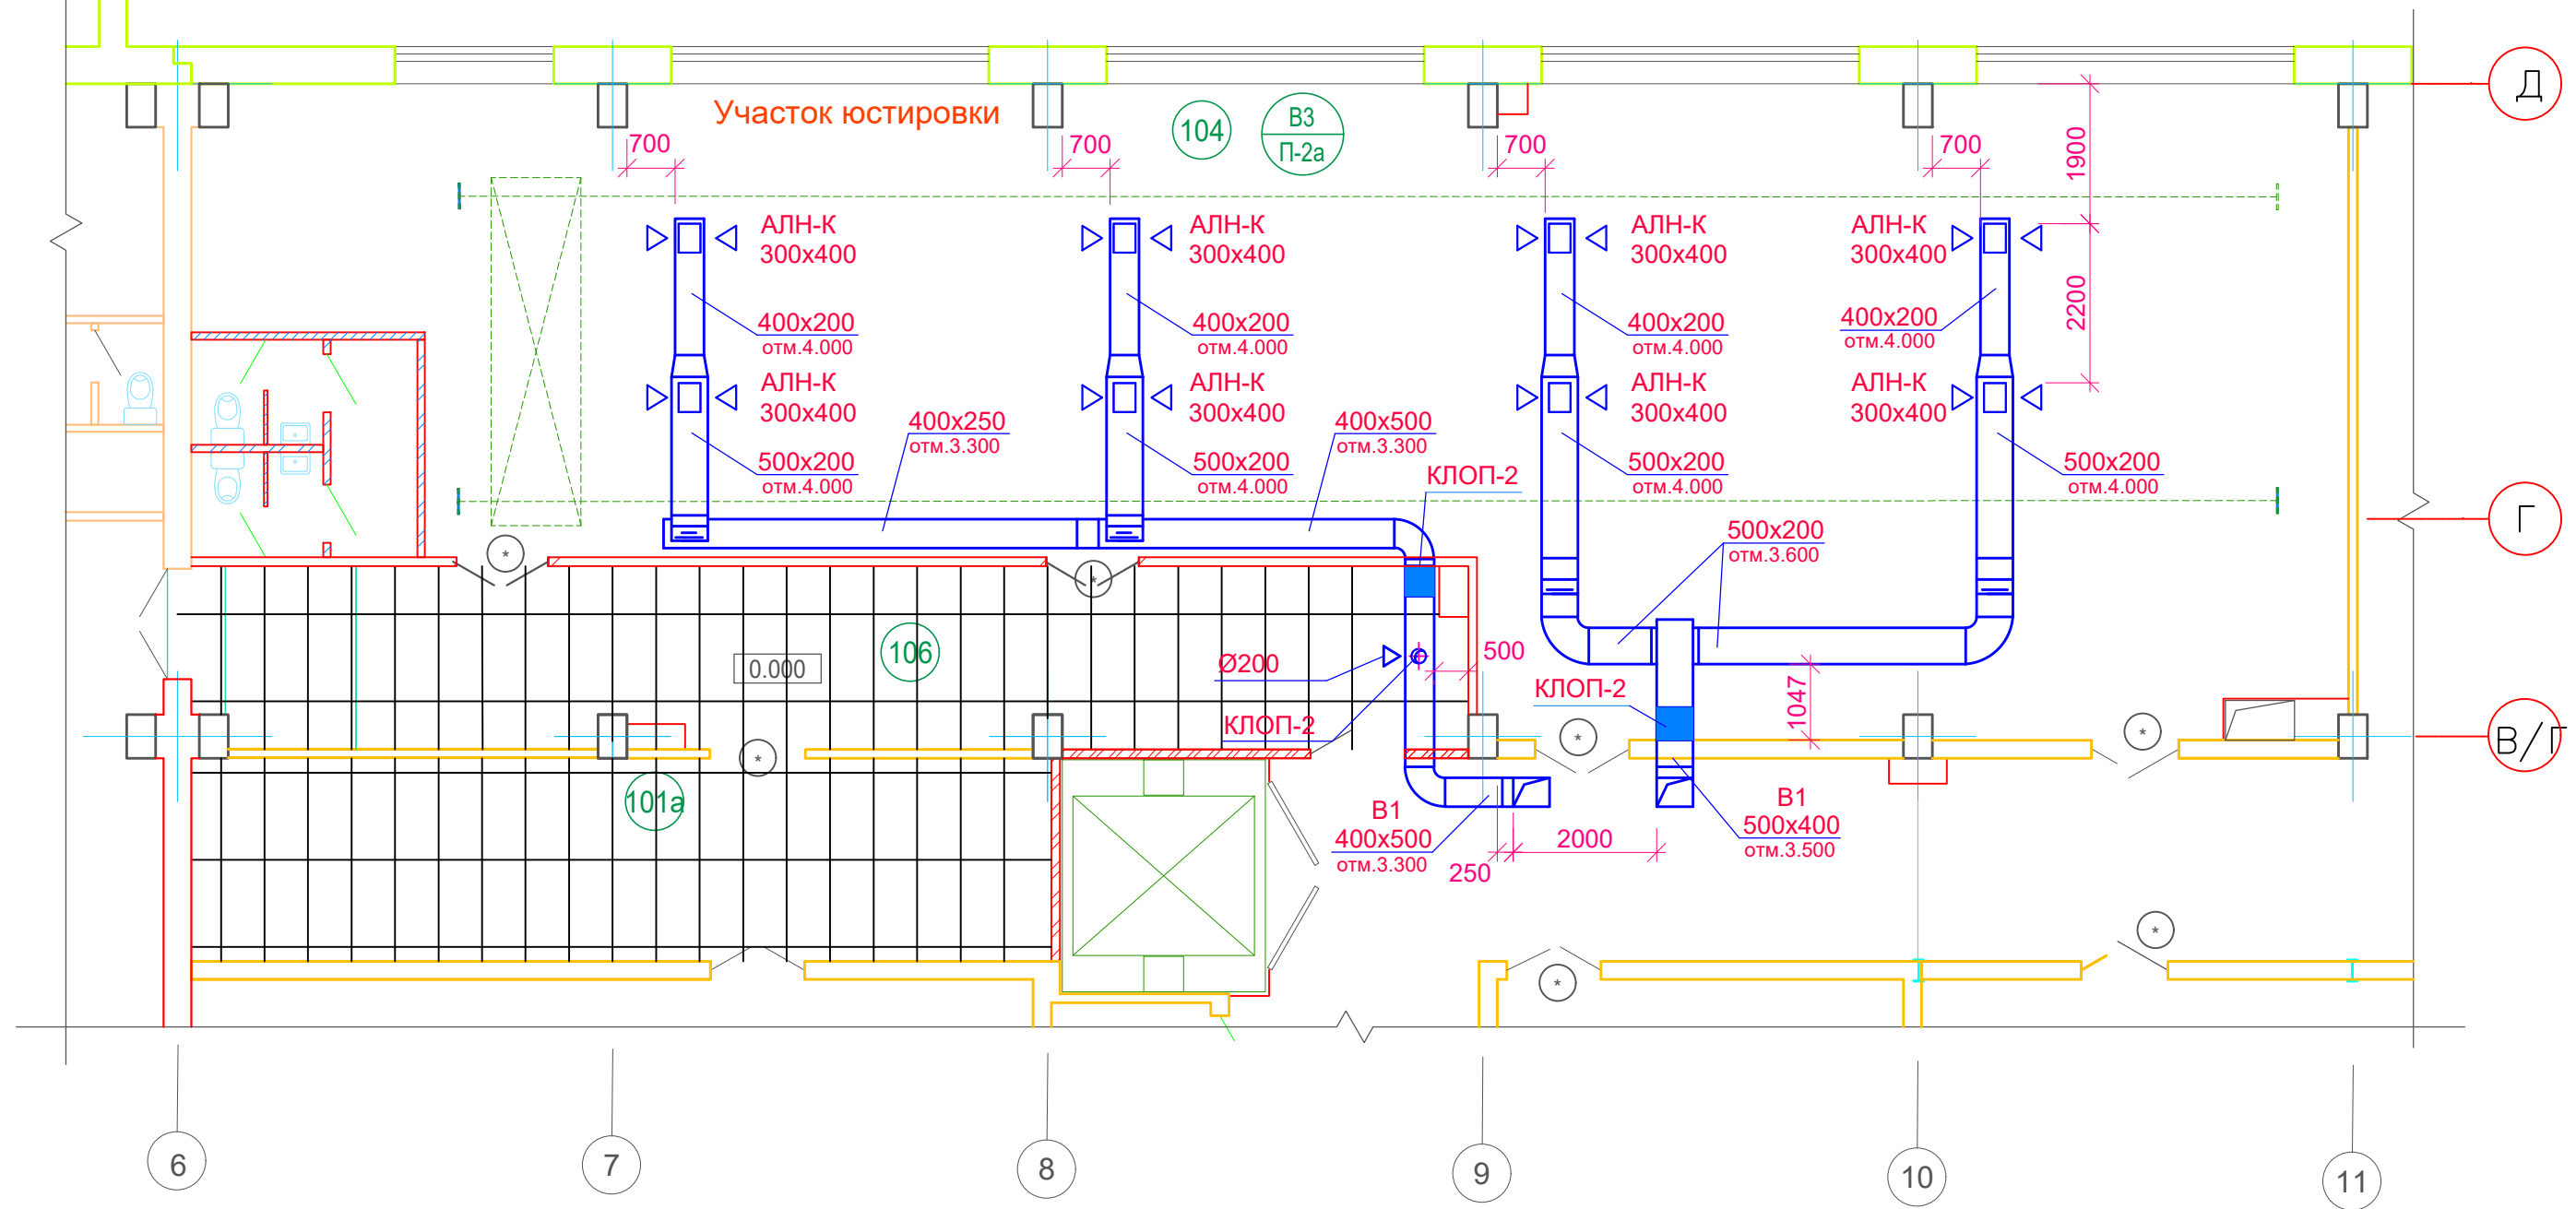 Д
Участок юстировки
104
В3
П-2а
700
700
700
700
1900
АЛН-К
300х400
АЛН-К
300х400
АЛН-К
300х400
АЛН-К
300х400
2200
400х200
отм.4.000
400х200
отм.4.000
400х200
отм.4.000
400х200
отм.4.000
АЛН-К
300х400
АЛН-К
300х400
АЛН-К
300х400
АЛН-К
300х400
400х250
отм.3.300
400х500
отм.3.300
500х200
отм.4.000
500х200
отм.4.000
КЛОП-2
500х200
отм.4.000
500х200
отм.4.000
Г
500х200
отм.3.600
*
*
106
0.000
Ø200
500
КЛОП-2
КЛОП-2
1047
В/Г
*
*
*
101а
В1
400х500
отм.3.300
250
2000
В1
500х400
отм.3.500
*
*
6
7
8
9
10
11